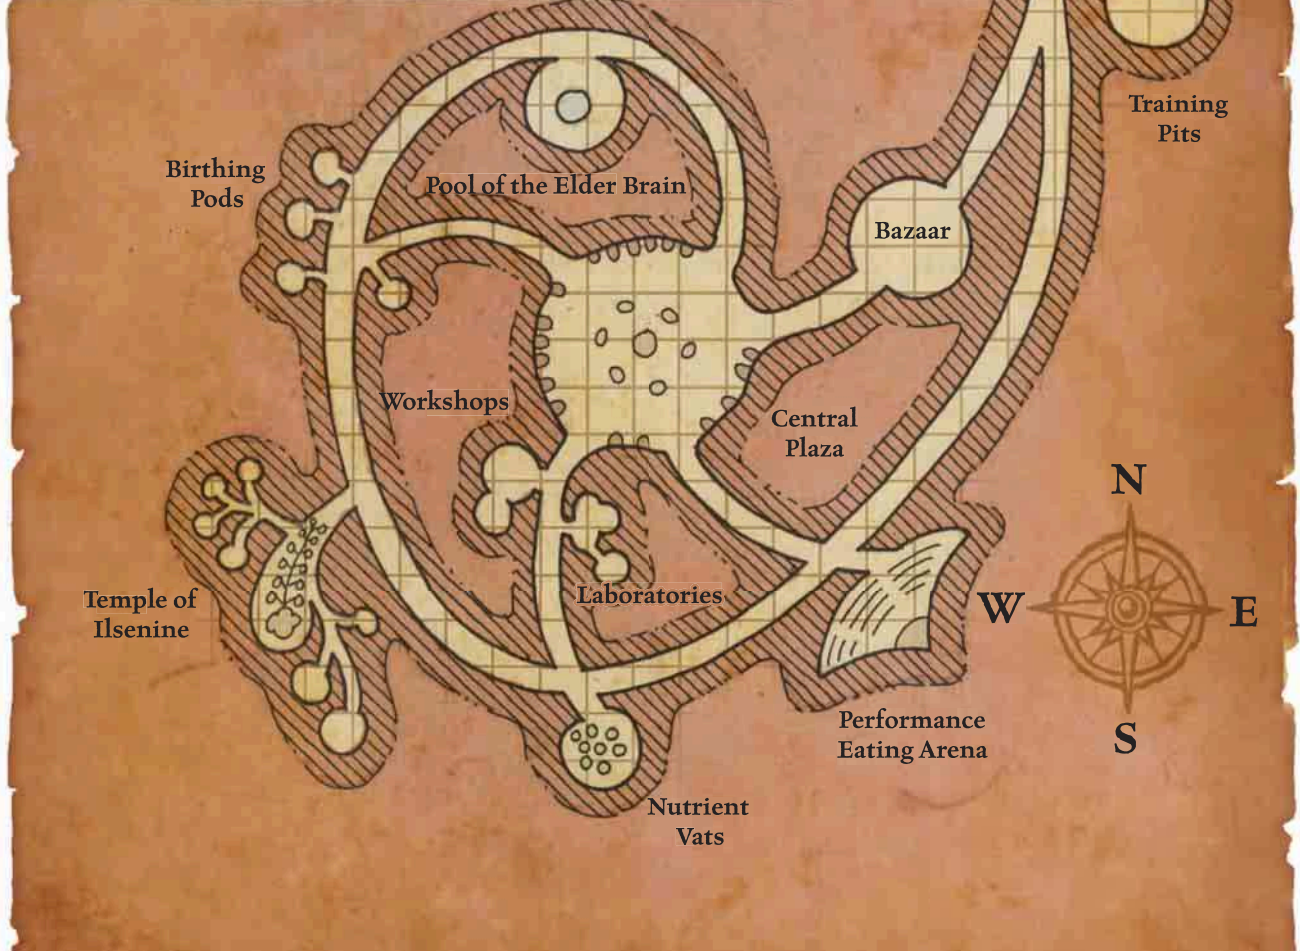 Training
Pits
Birthing
Pods
Pool of the Elder Brain
Bazaar
Workshops
Central
Plaza
N
Temple of
Ilsenine
Laboratories
W
E
S
Performance
Eating Arena
Nutrient
Vats